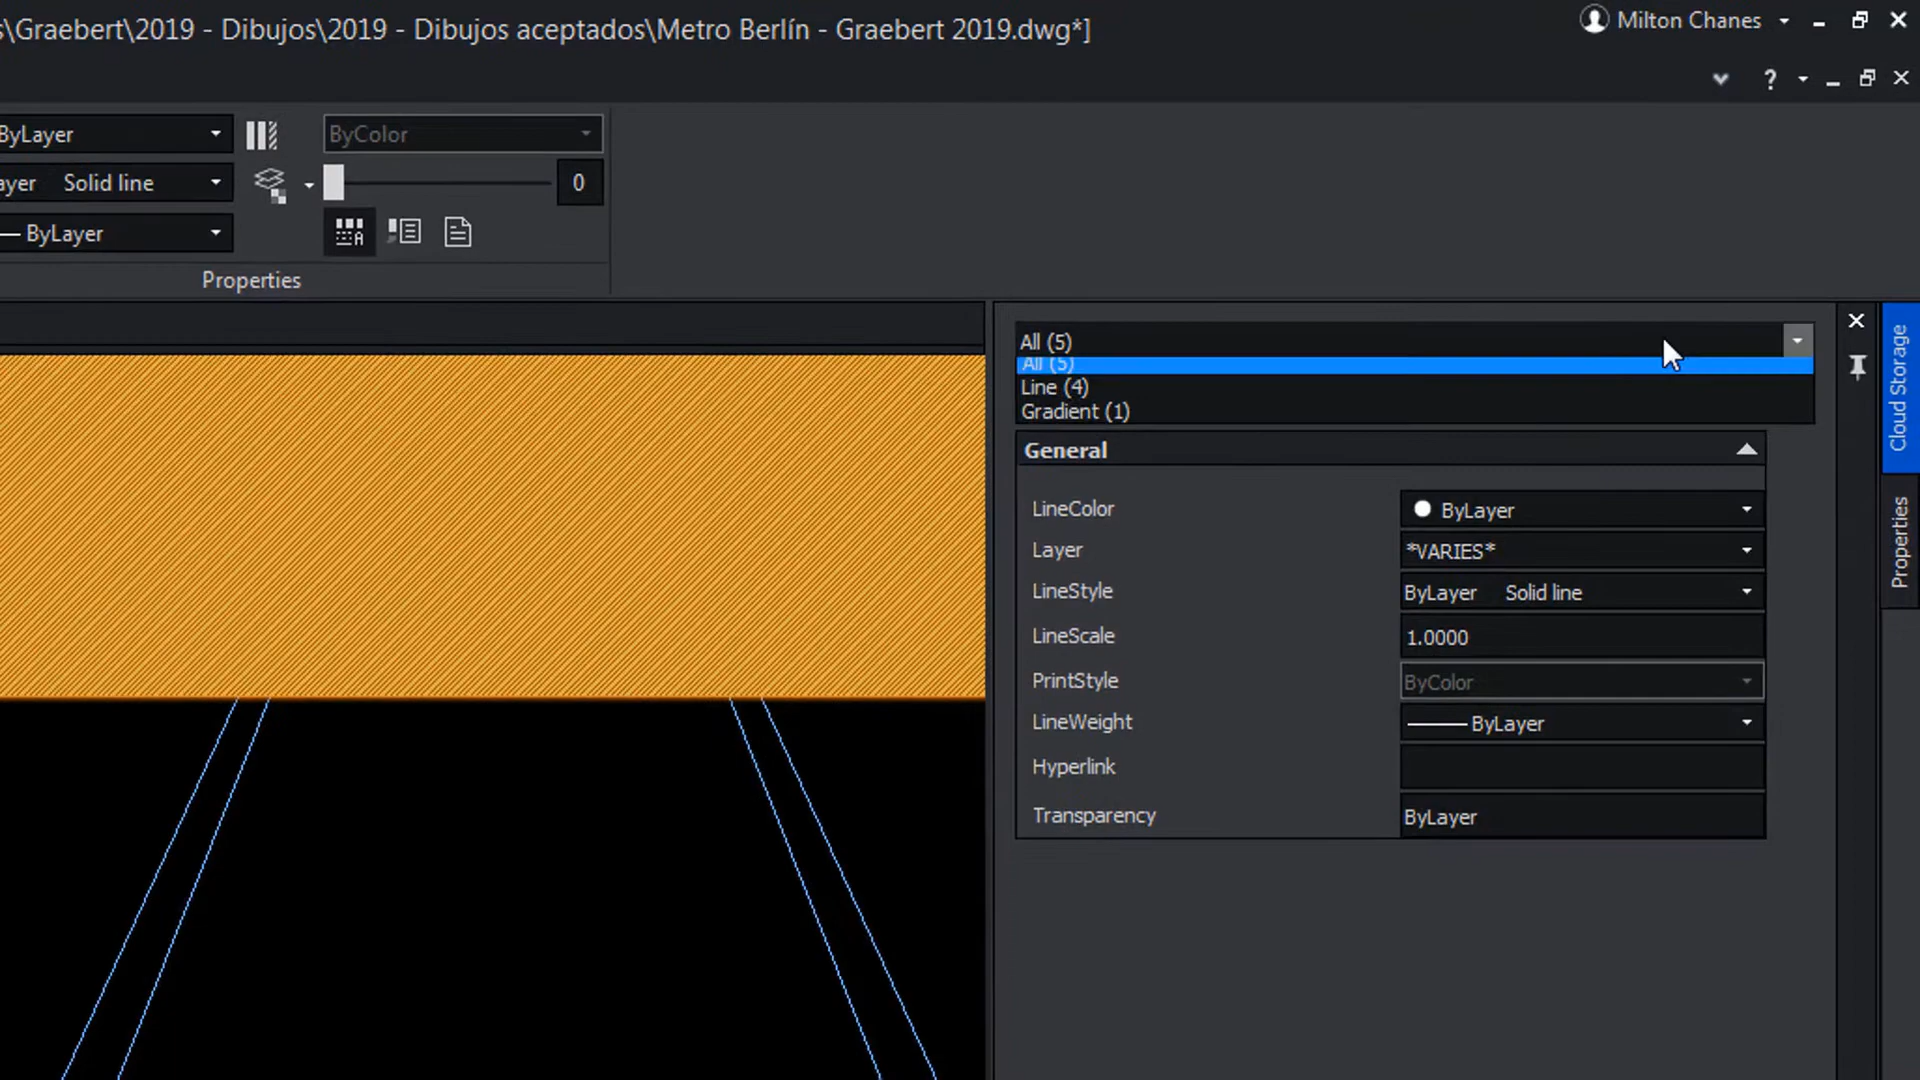 \Graebert\2019 - Dibujos\2019 - Dibujos aceptados\Metro Berlín - Graebert 2019.dwg*]
Milton Chanes
?
ByLayer
ByColor
ayer Solid line
0
ByLayer
Properties
All (5)
All (5)
Line (4)
Gradient (1)
General
LineColor ByLayer
Layer *VARIES*
LineStyle ByLayer Solid line
LineScale 1.0000
PrintStyle ByColor
LineWeight ByLayer
Hyperlink
Transparency ByLayer
Cloud Storage
Properties